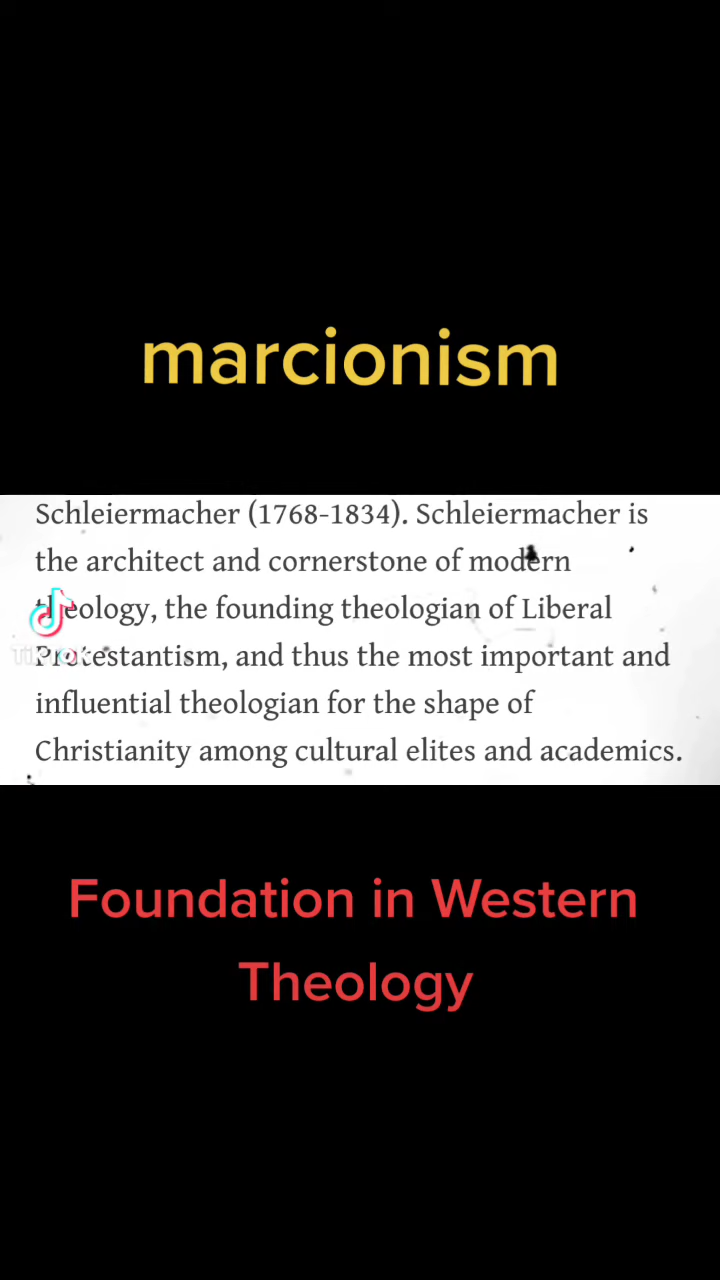 marcionism
Schleiermacher (1768-1834). Schleiermacher is
the architect and cornerstone of modern
theology, the founding theologian of Liberal
TikTok
Protestantism, and thus the most important and
influential theologian for the shape of
Christianity among cultural elites and academics.
Foundation in Western
Theology